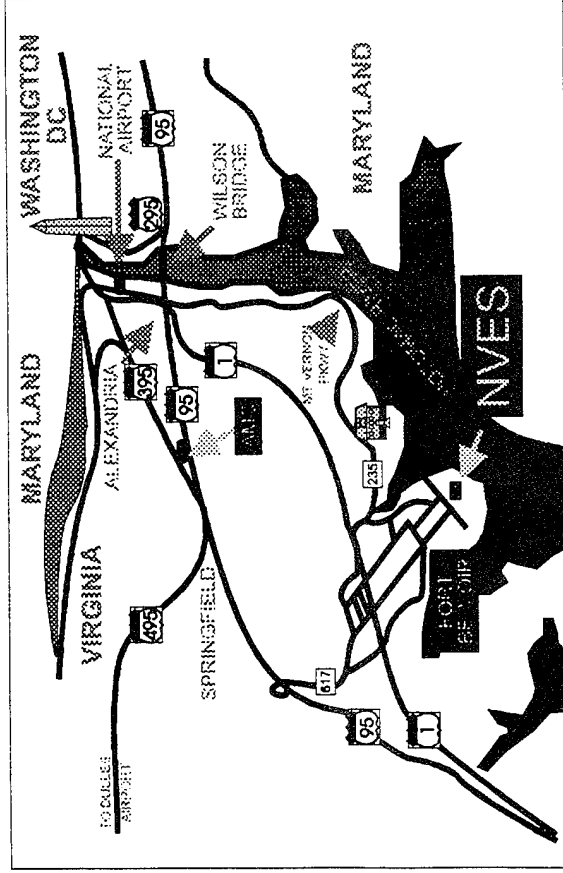 WASHINGTON
DC
NATIONAL
AIRPORT
95
295
WILSON
BRIDGE
MARYLAND
MARYLAND
ALEXANDRIA
395
95
1
MT VERNON
PKWY
NVES
235
VIRGINIA
495
SPRINGFIELD
FORT
BELVOIR
617
95
1
TO DULLES
AIRPORT